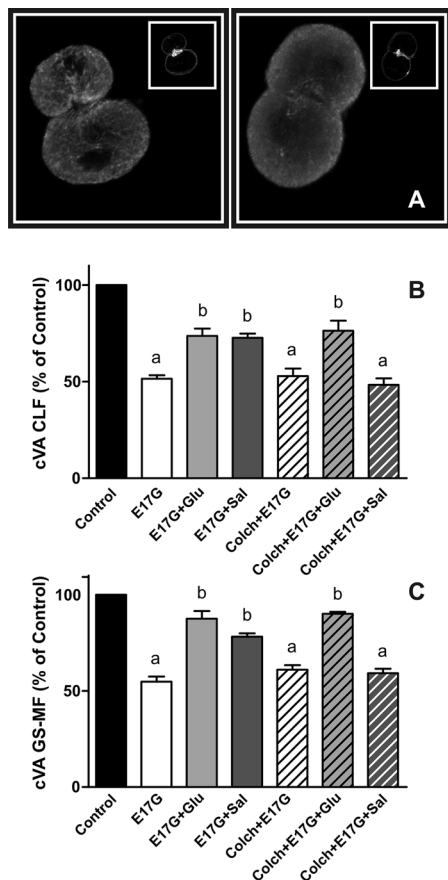 A
B
cVA CLF (% of Control)
100
50
0
a
b
b
a
b
a
Control
E17G
E17G+Glu
E17G+Sal
Colch+E17G
Colch+E17G+Glu
Colch+E17G+Sal
C
cVA GS-MF (% of Control)
100
50
0
a
b
b
a
b
a
Control
E17G
E17G+Glu
E17G+Sal
Colch+E17G
Colch+E17G+Glu
Colch+E17G+Sal